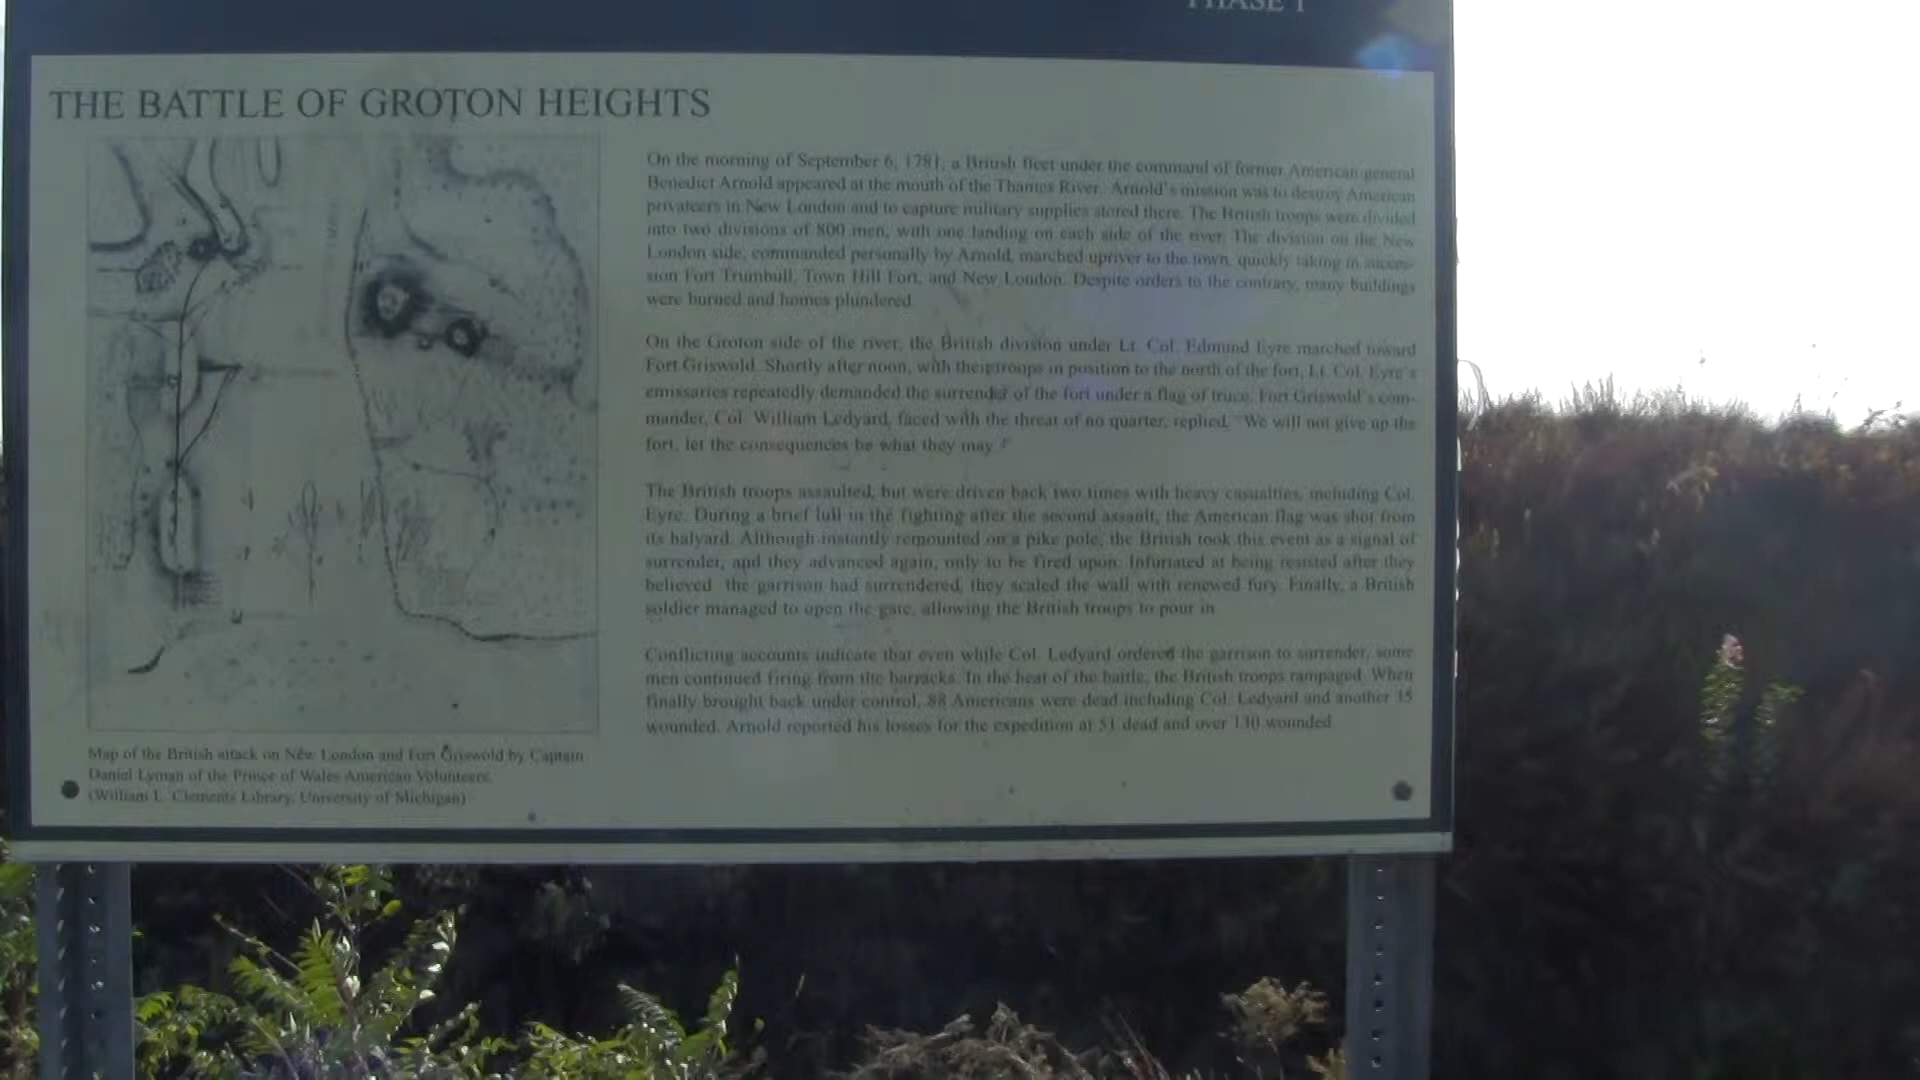 PHASE 1
THE BATTLE OF GROTON HEIGHTS
On the morning of September 6, 1781, a British fleet under the command of former American general
Benedict Arnold appeared at the mouth of the Thames River. Arnold's mission was to destroy American
privateers in New London and to capture military supplies stored there. The British troops were divided
into two divisions of 800 men, with one landing on each side of the river. The division on the New
London side, commanded personally by Arnold, marched upriver to the town, quickly taking in succes-
sion Fort Trumbull, Town Hill Fort, and New London. Despite orders to the contrary, many buildings
were burned and homes plundered.
On the Groton side of the river, the British division under Lt. Col. Edmund Eyre marched toward
Fort Griswold. Shortly after noon, with their troops in position to the north of the fort, Lt. Col. Eyre's
emissaries repeatedly demanded the surrender of the fort under a flag of truce. Fort Griswold's com-
mander, Col. William Ledyard, faced with the threat of no quarter, replied, "We will not give up the
fort, let the consequences be what they may."
The British troops assaulted, but were driven back two times with heavy casualties, including Col.
Eyre. During a brief lull in the fighting after the second assault, the American flag was shot from
its halyard. Although instantly remounted on a pike pole, the British took this event as a signal of
surrender, and they advanced again, only to be fired upon. Infuriated at being resisted after they
believed the garrison had surrendered, they scaled the wall with renewed fury. Finally, a British
soldier managed to open the gate, allowing the British troops to pour in.
Conflicting accounts indicate that even while Col. Ledyard ordered the garrison to surrender, some
men continued firing from the barracks. In the heat of the battle, the British troops rampaged. When
finally brought back under control, 88 Americans were dead including Col. Ledyard and another 35
wounded. Arnold reported his losses for the expedition at 51 dead and over 130 wounded.
Map of the British attack on New London and Fort Griswold by Captain
Daniel Lyman of the Prince of Wales American Volunteers.
(William L. Clements Library, University of Michigan)